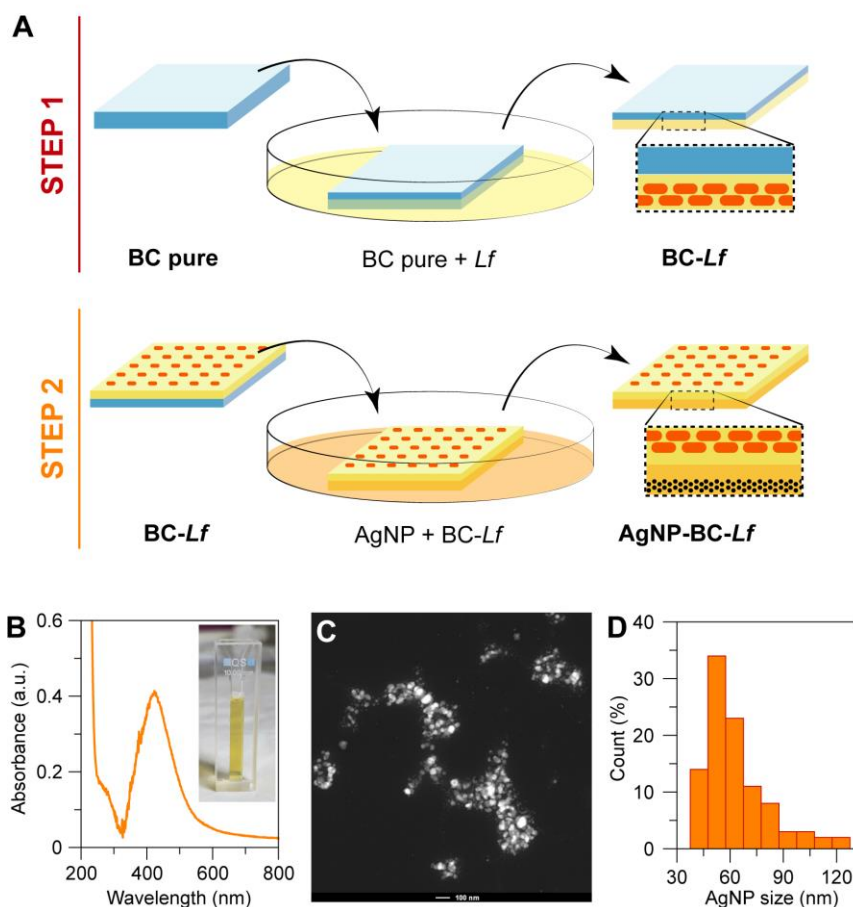 A
STEP 1
BC pure
BC pure + Lf
BC-Lf
STEP 2
BC-Lf
AgNP + BC-Lf
AgNP-BC-Lf
B
Absorbance (a.u.)
0.6
0.4
0.2
0
200 400 600 800
Wavelength (nm)
QS
C
100 nm
D
Count (%)
40
30
20
10
0
30 60 90 120
AgNP size (nm)